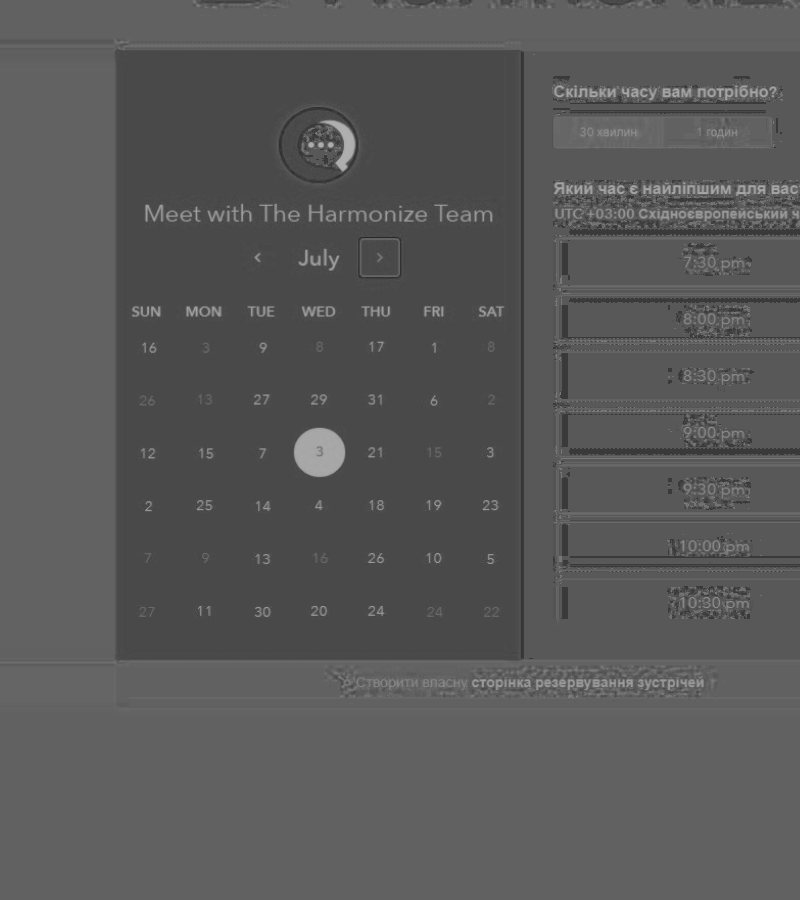 Meet with The Harmonize Team
July
SUN MON TUE WED THU FRI SAT
16 3 9 8 17 1 8
26 13 27 29 31 6 2
12 15 7 3 21 15 3
2 25 14 4 18 19 23
7 9 13 16 26 10 5
27 11 30 20 24 24 22
Скільки часу вам потрібно?
30 хвилин 1 годин
Який час є найліпшим для вас
UTC +03:00 Східноєвропейський ч
7:30 pm
8:00 pm
8:30 pm
9:00 pm
9:30 pm
10:00 pm
10:30 pm
Створити власну сторінка резервування зустрічей